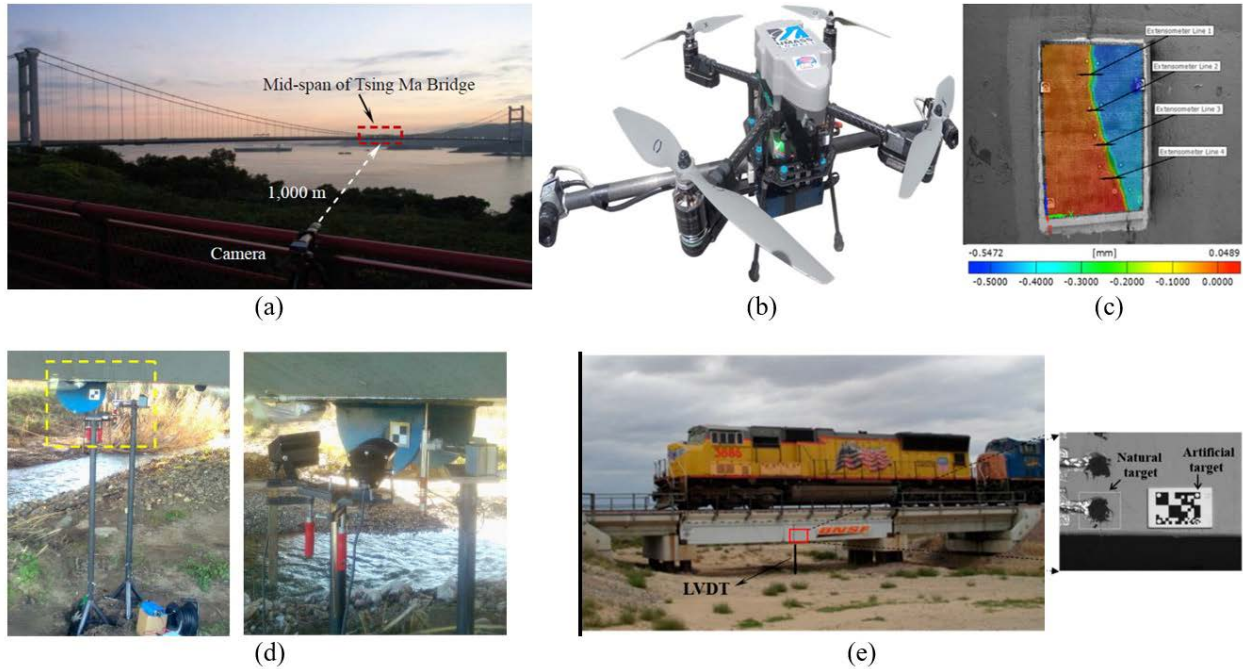 Mid-span of Tsing Ma Bridge
1,000 m
Camera
(a)
UMASS
(b)
Extensometer Line 1
Extensometer Line 2
Extensometer Line 3
Extensometer Line 4
-0.5472 [mm] 0.0489
-0.5000 -0.4000 -0.3000 -0.2000 -0.1000 0.0000
(c)
(d)
3886
BNSF
LVDT
Natural target
Artificial target
(e)